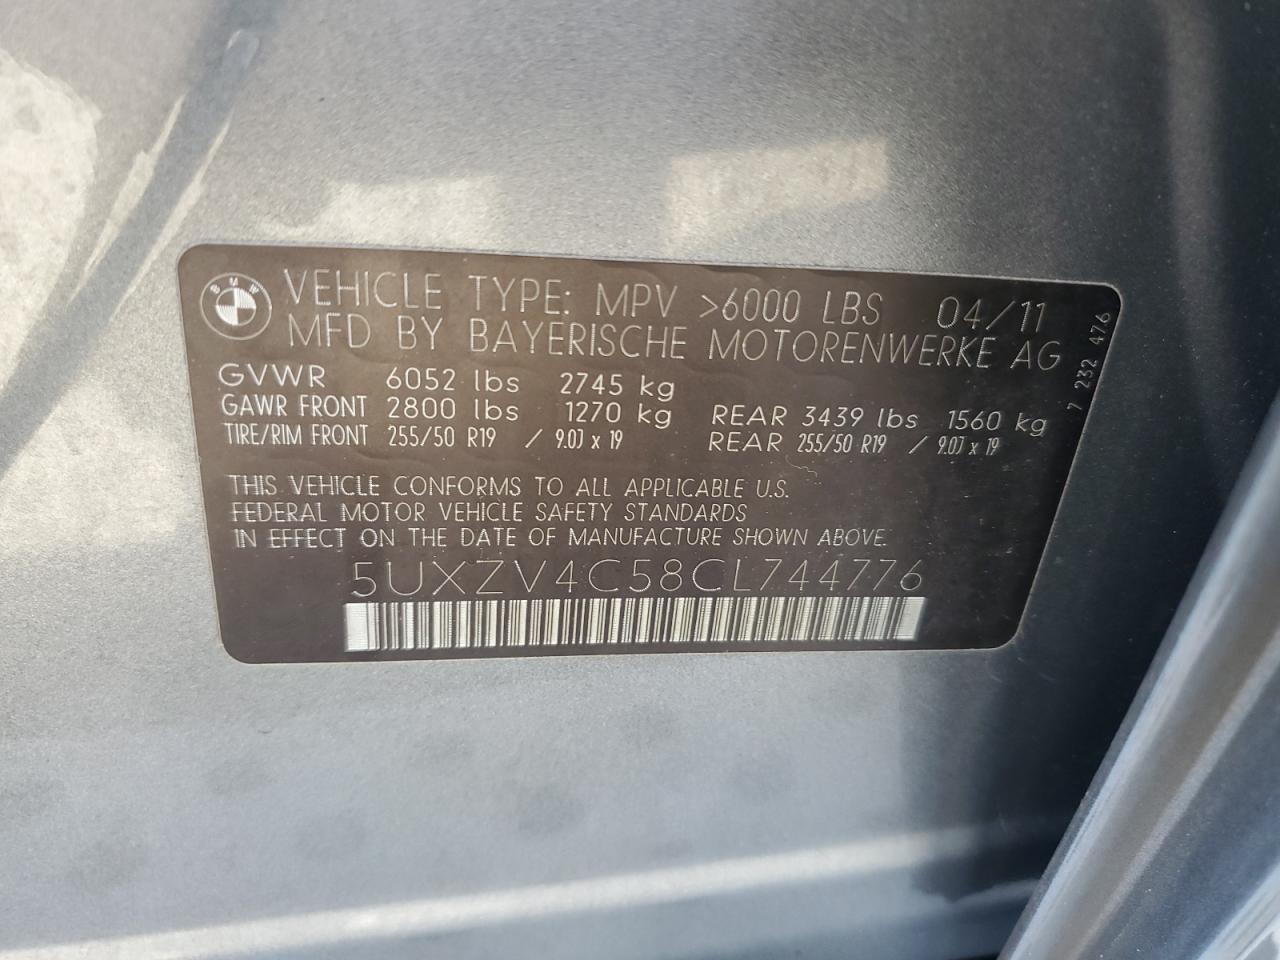 BMW
VEHICLE TYPE: MPV >6000 LBS 04/11
MFD BY BAYERISCHE MOTORENWERKE AG
GVWR 6052 lbs 2745 kg
GAWR FRONT 2800 lbs 1270 kg REAR 3439 lbs 1560 kg
TIRE/RIM FRONT 255/50 R19 / 9.0J x 19 REAR 255/50 R19 / 9.0J x 19
THIS VEHICLE CONFORMS TO ALL APPLICABLE U.S.
FEDERAL MOTOR VEHICLE SAFETY STANDARDS
IN EFFECT ON THE DATE OF MANUFACTURE SHOWN ABOVE.
5UXZV4C58CL744776
7 232 476